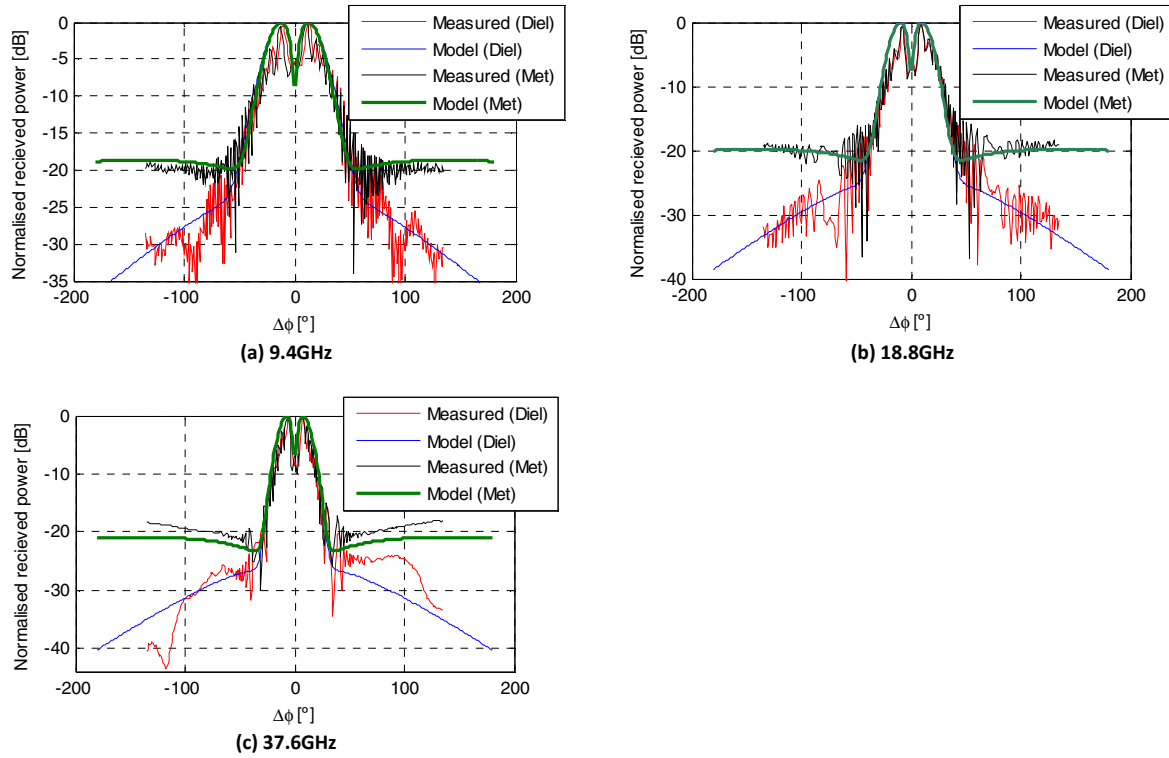 Normalised recieved power [dB]
0
-5
-10
-15
-20
-25
-30
-35
-200
-100
0
100
200
Δϕ [°]
Measured (Diel)
Model (Diel)
Measured (Met)
Model (Met)
(a) 9.4GHz
Normalised recieved power [dB]
0
-10
-20
-30
-40
-200
-100
0
100
200
Δϕ [°]
Measured (Diel)
Model (Diel)
Measured (Met)
Model (Met)
(b) 18.8GHz
Normalised recieved power [dB]
0
-10
-20
-30
-40
-200
-100
0
100
200
Δϕ [°]
Measured (Diel)
Model (Diel)
Measured (Met)
Model (Met)
(c) 37.6GHz